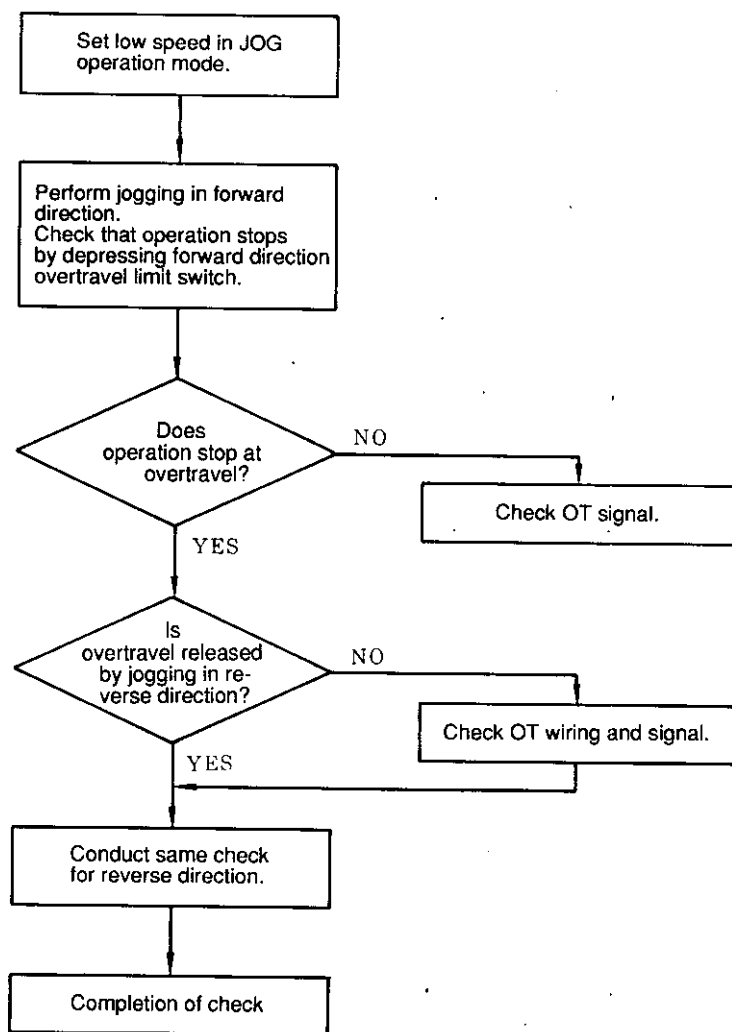 Set low speed in JOG
operation mode.
Perform jogging in forward
direction.
Check that operation stops
by depressing forward direction
overtravel limit switch.
Does
operation stop at
overtravel?
NO
Check OT signal.
YES
Is
overtravel released
by jogging in re-
verse direction?
NO
Check OT wiring and signal.
YES
Conduct same check
for reverse direction.
Completion of check